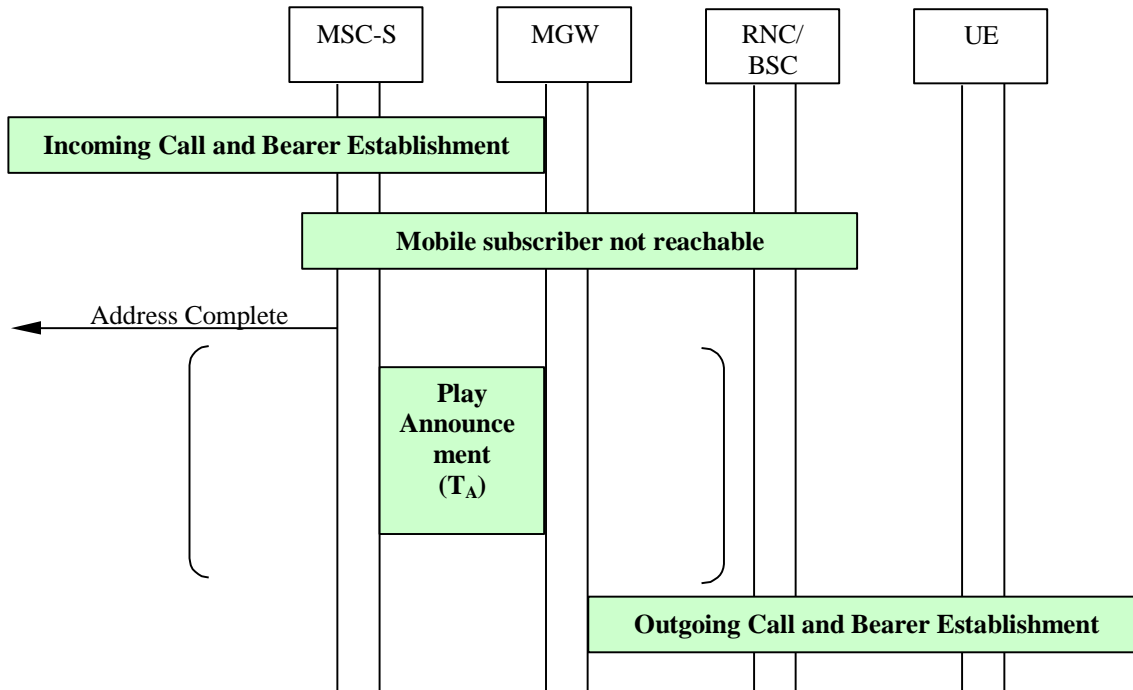 MSC-S
MGW
RNC/
BSC
UE
Incoming Call and Bearer Establishment
Mobile subscriber not reachable
Address Complete
Play
Announce
ment
(T_A)
Outgoing Call and Bearer Establishment